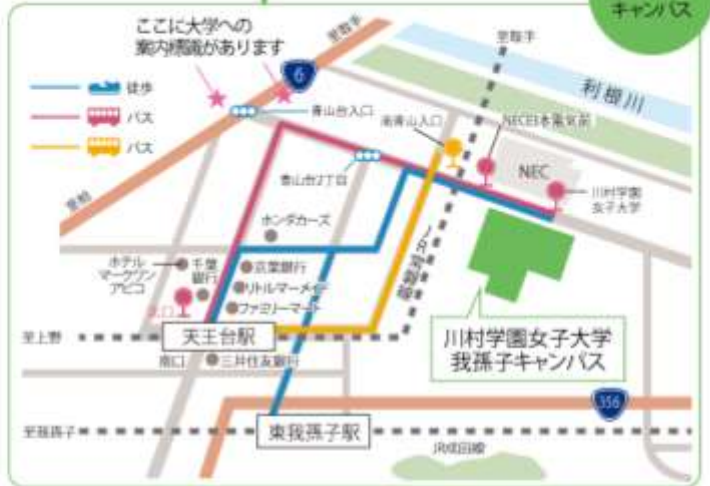 キャンパス
ここに大学への
案内標識があります
至取手
6
至取手
利根川
徒歩
バス
バス
青山台入口
南青山入口
NEC日本電気前
NEC
川村学園
女子大学
青山台2丁目
至柏
ホンダカーズ
JR常磐線
ホテル
マークワン
アビコ
千葉
銀行
京葉銀行
リトルマーメイド
ファミリーマート
北口
至上野
天王台駅
南口
三井住友銀行
川村学園女子大学
我孫子キャンパス
356
至我孫子
東我孫子駅
JR成田線